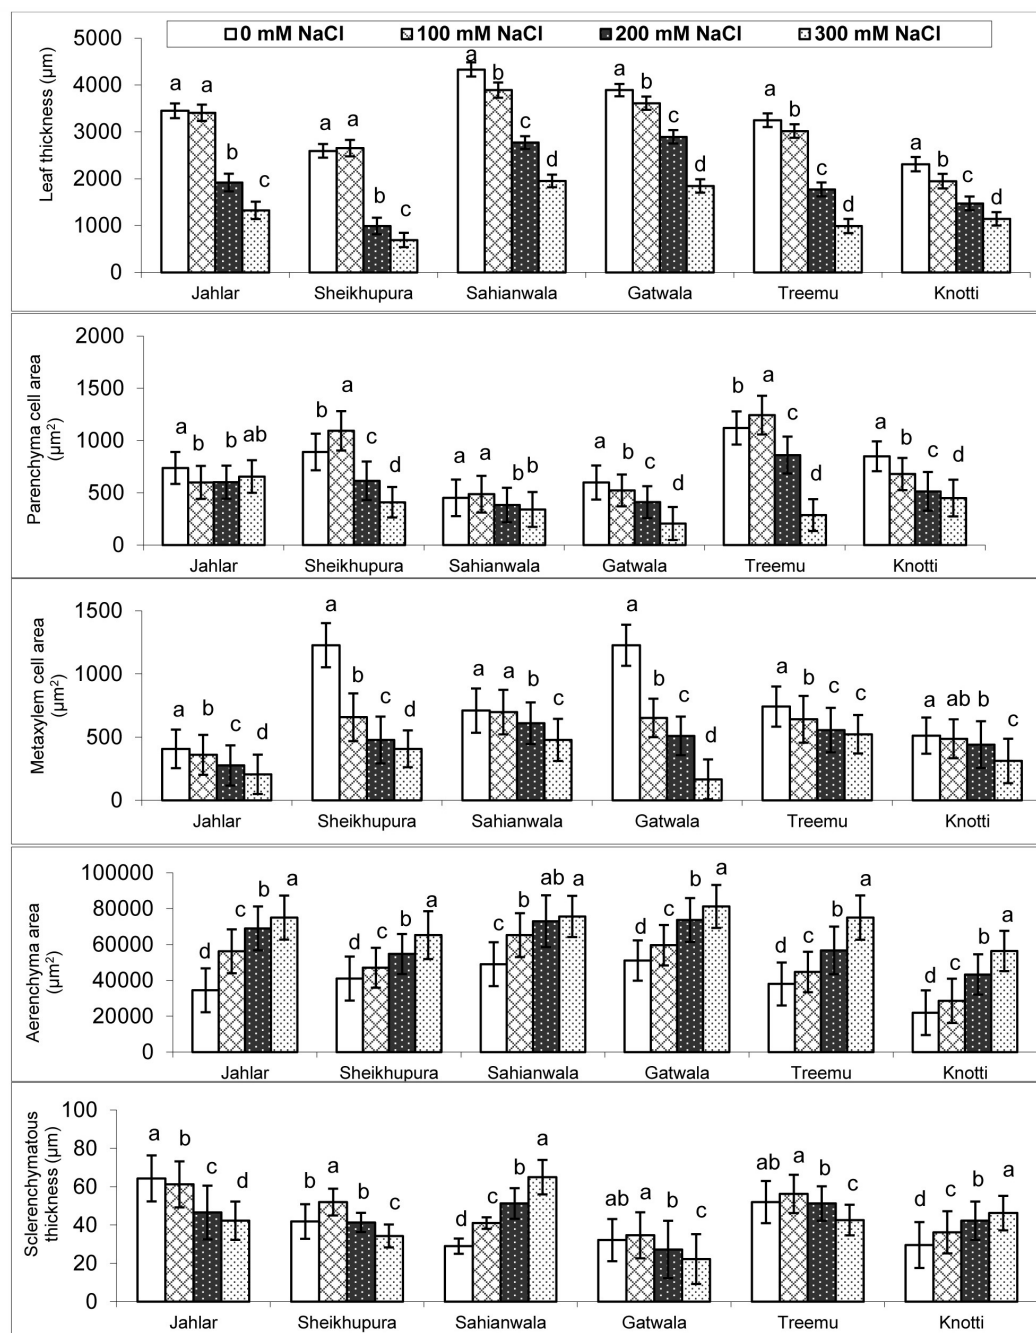 0 mM NaCl 100 mM NaCl 200 mM NaCl 300 mM NaCl
Leaf thickness (µm)
5000
4000
3000
2000
1000
0
a a b c
a a b c
a b c d
a b c d
a b c d
a b c d
Jahlar Sheikhupura Sahianwala Gatwala Treemu Knotti
Parenchyma cell area
(µm²)
2000
1500
1000
500
0
a b b ab
b a c d
a a b b
a b c d
b a c d
a b c d
Jahlar Sheikhupura Sahianwala Gatwala Treemu Knotti
Metaxylem cell area
(µm²)
1500
1000
500
0
a b c d
a b c d
a a b c
a b c d
a b c c
a ab b c
Jahlar Sheikhupura Sahianwala Gatwala Treemu Knotti
Aerenchyma area
(µm²)
100000
80000
60000
40000
20000
0
d c b a
d c b a
c b ab a
d c b a
d c b a
d c b a
Jahlar Sheikhupura Sahianwala Gatwala Treemu Knotti
Sclerenchymatous
thickness (µm)
100
80
60
40
20
0
a b c d
b a b c
d c b a
ab a b c
ab a b c
d c b a
Jahlar Sheikhupura Sahianwala Gatwala Treemu Knotti